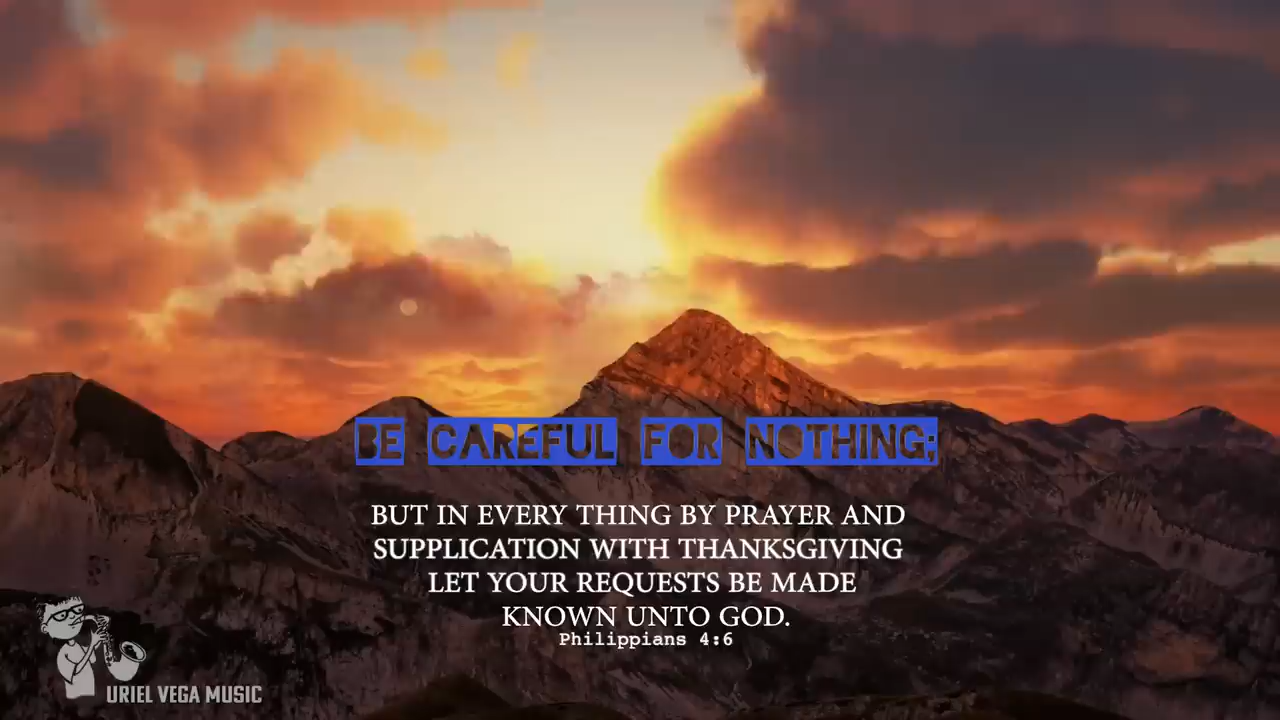 BE CAREFUL FOR NOTHING;
BUT IN EVERY THING BY PRAYER AND
SUPPLICATION WITH THANKSGIVING
LET YOUR REQUESTS BE MADE
KNOWN UNTO GOD.
Philippians 4:6
URIEL VEGA MUSIC